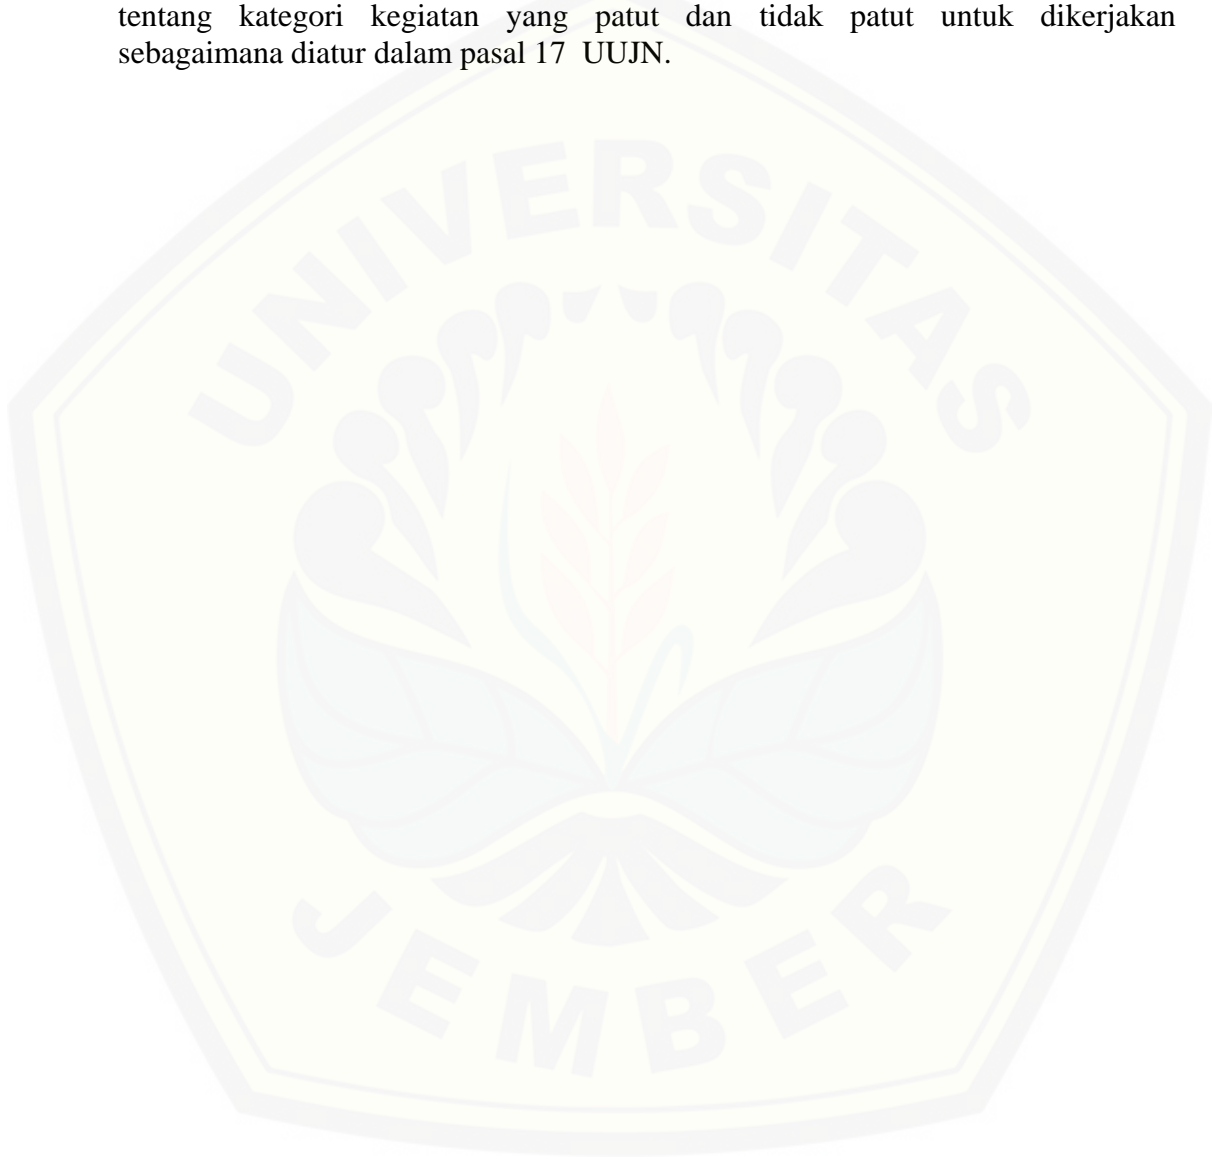 tentang kategori kegiatan yang patut dan tidak patut untuk dikerjakan
sebagaimana diatur dalam pasal 17 UUJN.
UNIVERSITAS
JEMBER